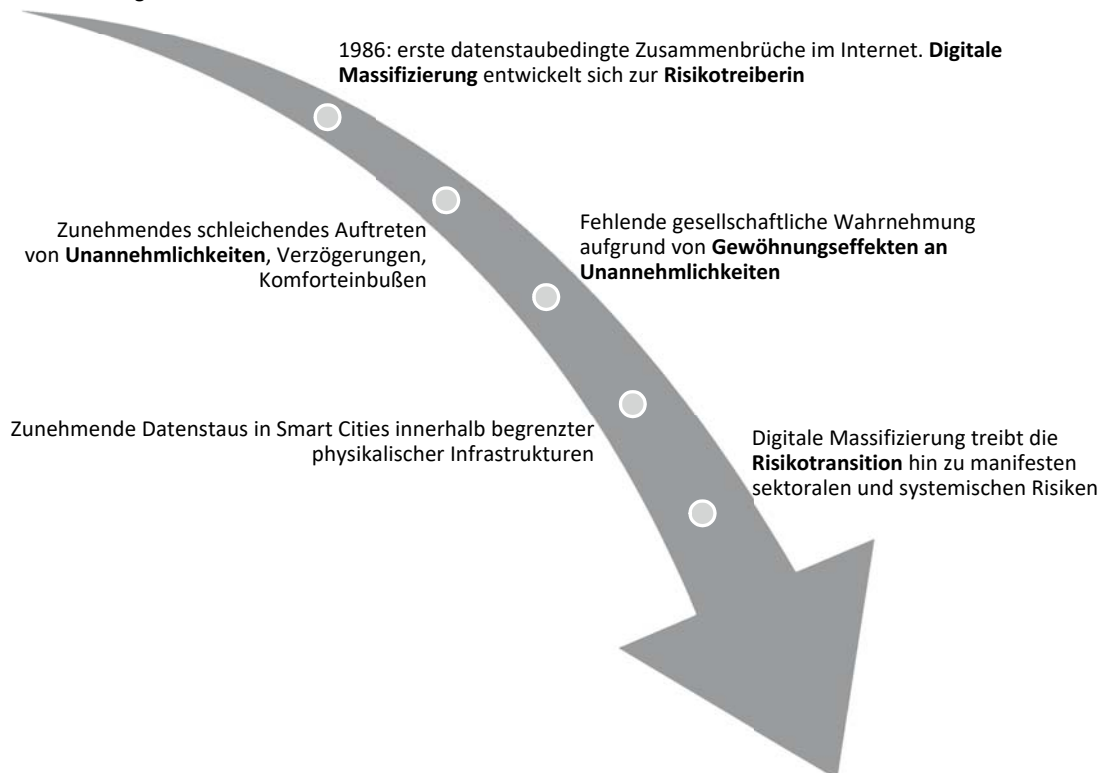 1986: erste datenstaubedingte Zusammenbrüche im Internet. Digitale
Massifizierung entwickelt sich zur Risikotreiberin
Zunehmendes schleichendes Auftreten
von Unannehmlichkeiten, Verzögerungen,
Komforteinbußen
Fehlende gesellschaftliche Wahrnehmung
aufgrund von Gewöhnungseffekten an
Unannehmlichkeiten
Zunehmende Datenstaus in Smart Cities innerhalb begrenzter
physikalischer Infrastrukturen
Digitale Massifizierung treibt die
Risikotransition hin zu manifesten
sektoralen und systemischen Risiken